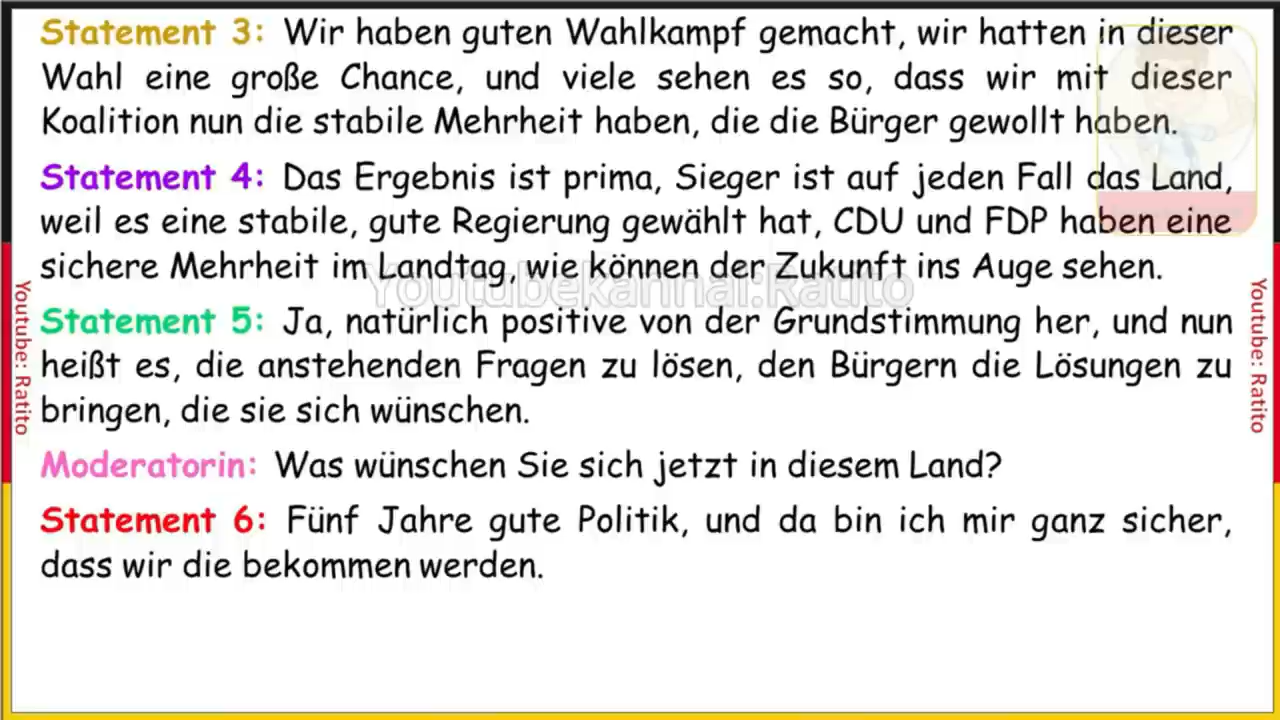 Statement 3: Wir haben guten Wahlkampf gemacht, wir hatten in dieser
Wahl eine große Chance, und viele sehen es so, dass wir mit dieser
Koalition nun die stabile Mehrheit haben, die die Bürger gewollt haben.
Statement 4: Das Ergebnis ist prima, Sieger ist auf jeden Fall das Land,
weil es eine stabile, gute Regierung gewählt hat, CDU und FDP haben eine
sichere Mehrheit im Landtag, wie können der Zukunft ins Auge sehen.
Youtubekannal:Ratito
Statement 5: Ja, natürlich positive von der Grundstimmung her, und nun
heißt es, die anstehenden Fragen zu lösen, den Bürgern die Lösungen zu
bringen, die sie sich wünschen.
Moderatorin: Was wünschen Sie sich jetzt in diesem Land?
Statement 6: Fünf Jahre gute Politik, und da bin ich mir ganz sicher,
dass wir die bekommen werden.
Youtube: Ratito
Youtube: Ratito